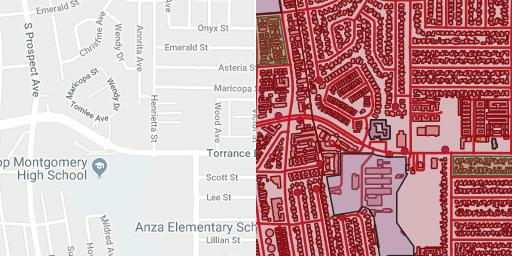 Emerald St
S Prospect Ave
Christine Ave
Wendy Dr
Annrita Ave
Onyx St
Emerald St
Asteria St
Maricopa St
Maricopa St
Wendy Dr
Tomlee Ave
Henrietta St
Wood Ave
Torrance
Montgomery
High School
Scott St
Lee St
Anza Elementary Sch
Mildred Ave
Lillian St